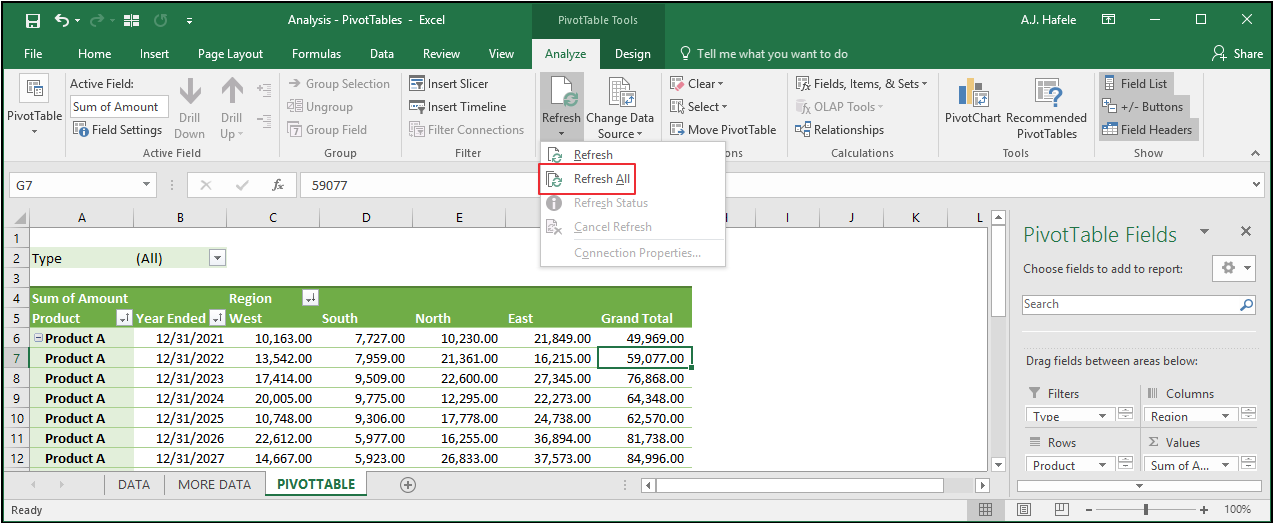 Analysis - PivotTables - Excel
PivotTable Tools
A.J. Hafele
File Home Insert Page Layout Formulas Data Review View Analyze Design Tell me what you want to do Share
PivotTable
Active Field:
Sum of Amount
Field Settings
Drill Down
Drill Up
Active Field
Group Selection
Ungroup
Group Field
Group
Insert Slicer
Insert Timeline
Filter Connections
Filter
Refresh
Change Data Source
Clear
Select
Move PivotTable
ons
Fields, Items, & Sets
OLAP Tools
Relationships
Calculations
PivotChart
Recommended PivotTables
Tools
Field List
+/- Buttons
Field Headers
Show
Refresh
Refresh All
Refresh Status
Cancel Refresh
Connection Properties...
G7
fx
59077
A B C D E I J K L
1
2 Type (All)
3
4 Sum of Amount Region
5 Product Year Ended West South North East Grand Total
6 Product A 12/31/2021 10,163.00 7,727.00 10,230.00 21,849.00 49,969.00
7 Product A 12/31/2022 13,542.00 7,959.00 21,361.00 16,215.00 59,077.00
8 Product A 12/31/2023 17,414.00 9,509.00 22,600.00 27,345.00 76,868.00
9 Product A 12/31/2024 20,005.00 9,775.00 12,295.00 22,273.00 64,348.00
10 Product A 12/31/2025 10,748.00 9,306.00 17,778.00 24,738.00 62,570.00
11 Product A 12/31/2026 22,612.00 5,977.00 16,255.00 36,894.00 81,738.00
12 Product A 12/31/2027 14,667.00 5,923.00 26,833.00 37,573.00 84,996.00
PivotTable Fields
Choose fields to add to report:
Search
Drag fields between areas below:
Filters
Type
Columns
Region
Rows
Product
Σ Values
Sum of A...
DATA MORE DATA PIVOTTABLE
Ready
100%